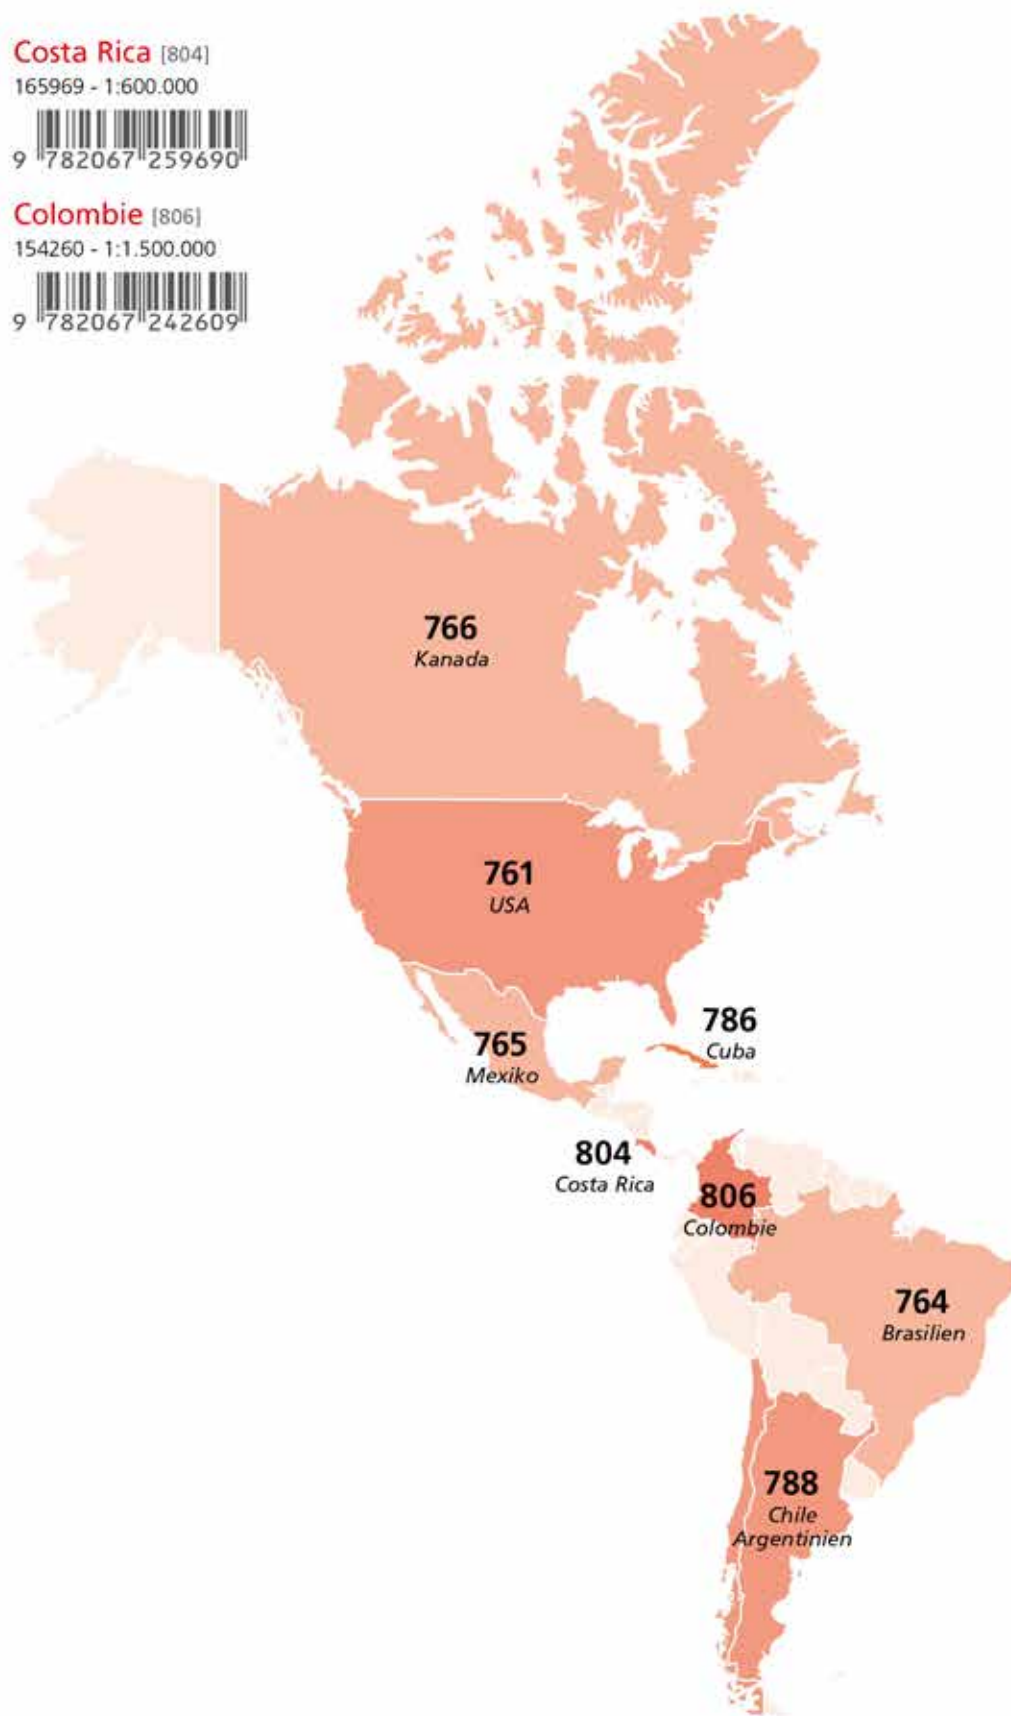 Costa Rica [804]
165969 - 1:600.000
9 782067 259690
Colombie [806]
154260 - 1:1.500.000
9 782067 242609
766
Kanada
761
USA
786
Cuba
765
Mexiko
804
Costa Rica
806
Colombie
764
Brasilien
788
Chile
Argentinien